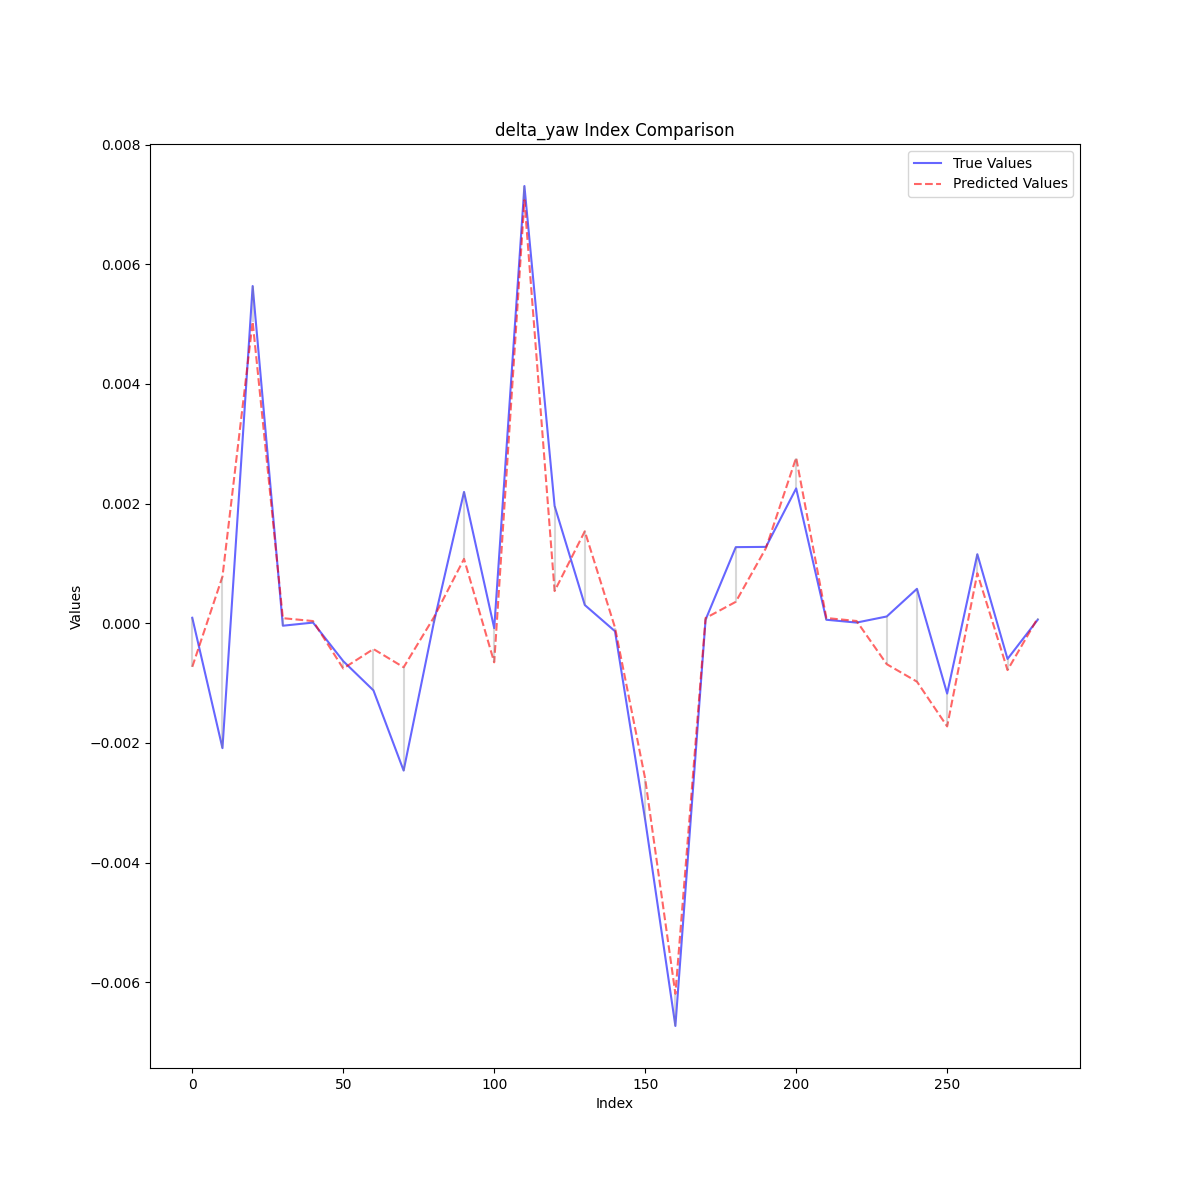 delta_yaw Index Comparison
True Values
Predicted Values
Values
0.008
0.006
0.004
0.002
0.000
−0.002
−0.004
−0.006
0 50 100 150 200 250
Index